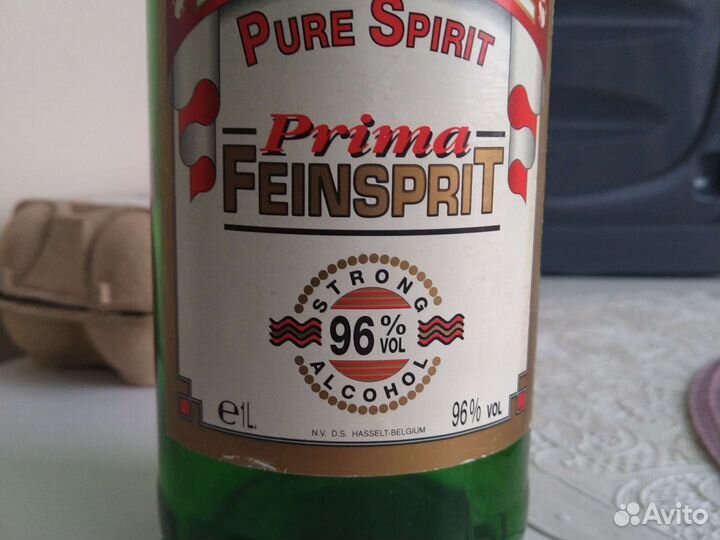 PURE SPIRIT
Prima
FEINSPRIT
STRONG
96% VOL
ALCOHOL
e 1L.
96% VOL
N.V. D.S. HASSELT-BELGIUM
Avito